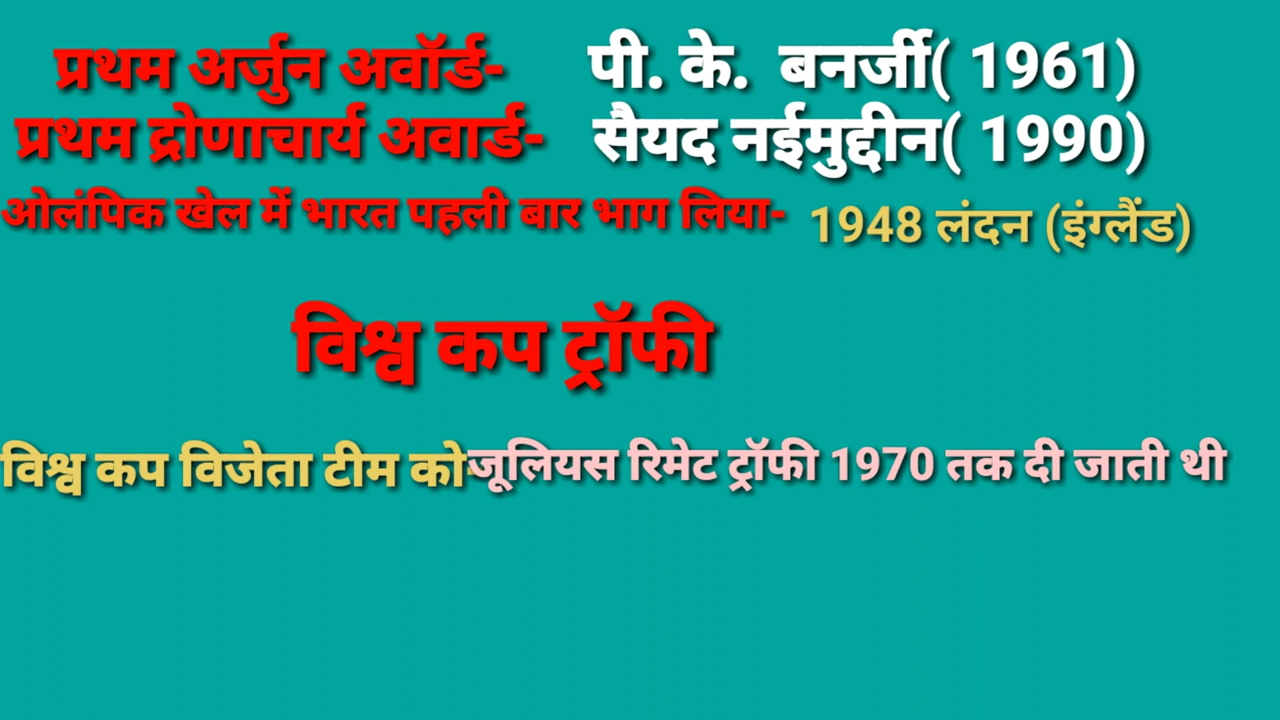 प्रथम अर्जुन अवॉर्ड- पी. के. बनर्जी( 1961)
प्रथम द्रोणाचार्य अवार्ड- सैयद नईमुद्दीन( 1990)
ओलंपिक खेल में भारत पहली बार भाग लिया- 1948 लंदन (इंग्लैंड)
विश्व कप ट्रॉफी
विश्व कप विजेता टीम को-जूलियस रिमेट ट्रॉफी 1970 तक दी जाती थी